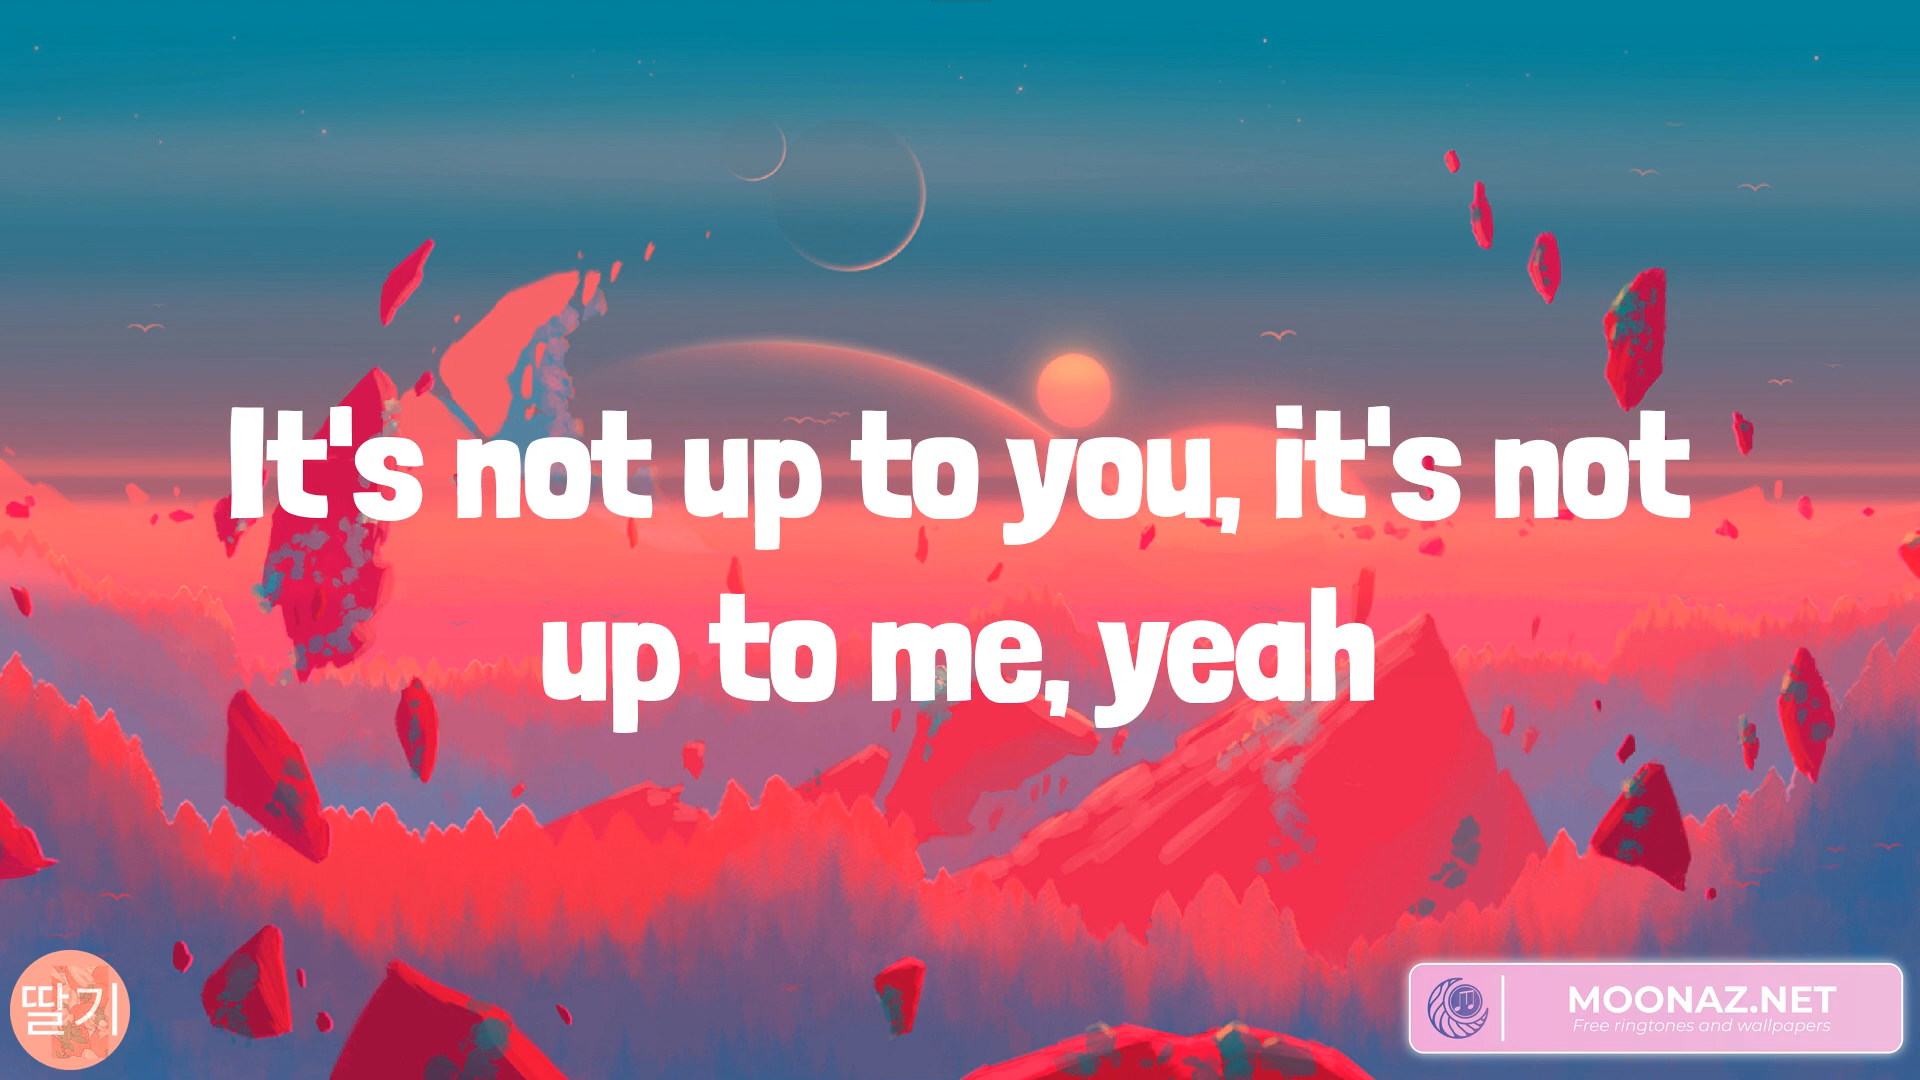 It's not up to you, it's not
up to me, yeah
딸기
MOONAZ.NET
Free ringtones and wallpapers